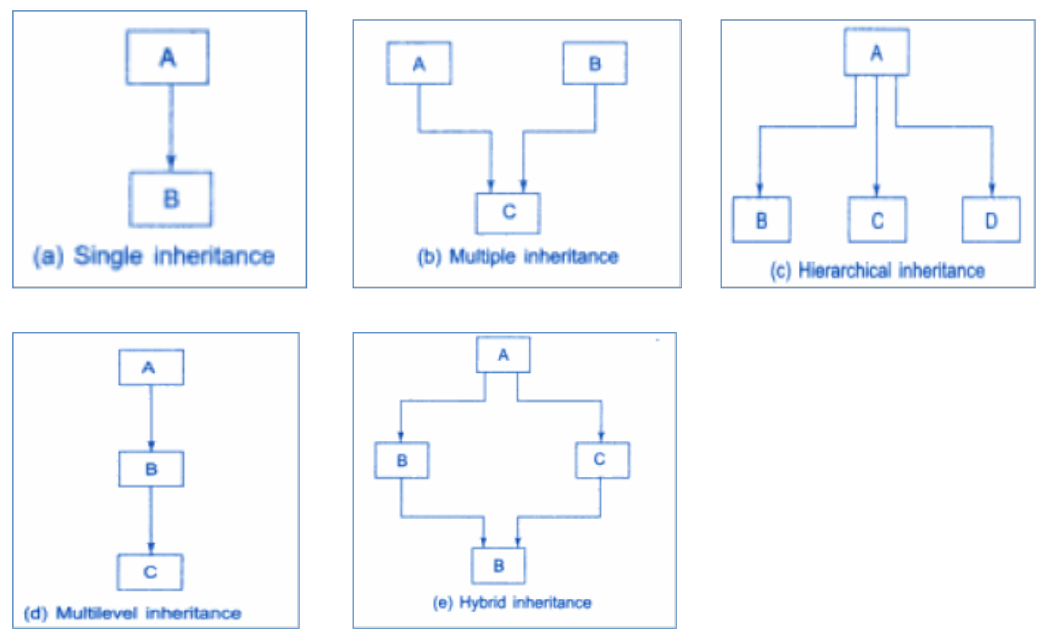 A
B
(a) Single inheritance
A B
C
(b) Multiple inheritance
A
B C D
(c) Hierarchical inheritance
A
B
C
(d) Multilevel inheritance
A
B C
B
(e) Hybrid inheritance